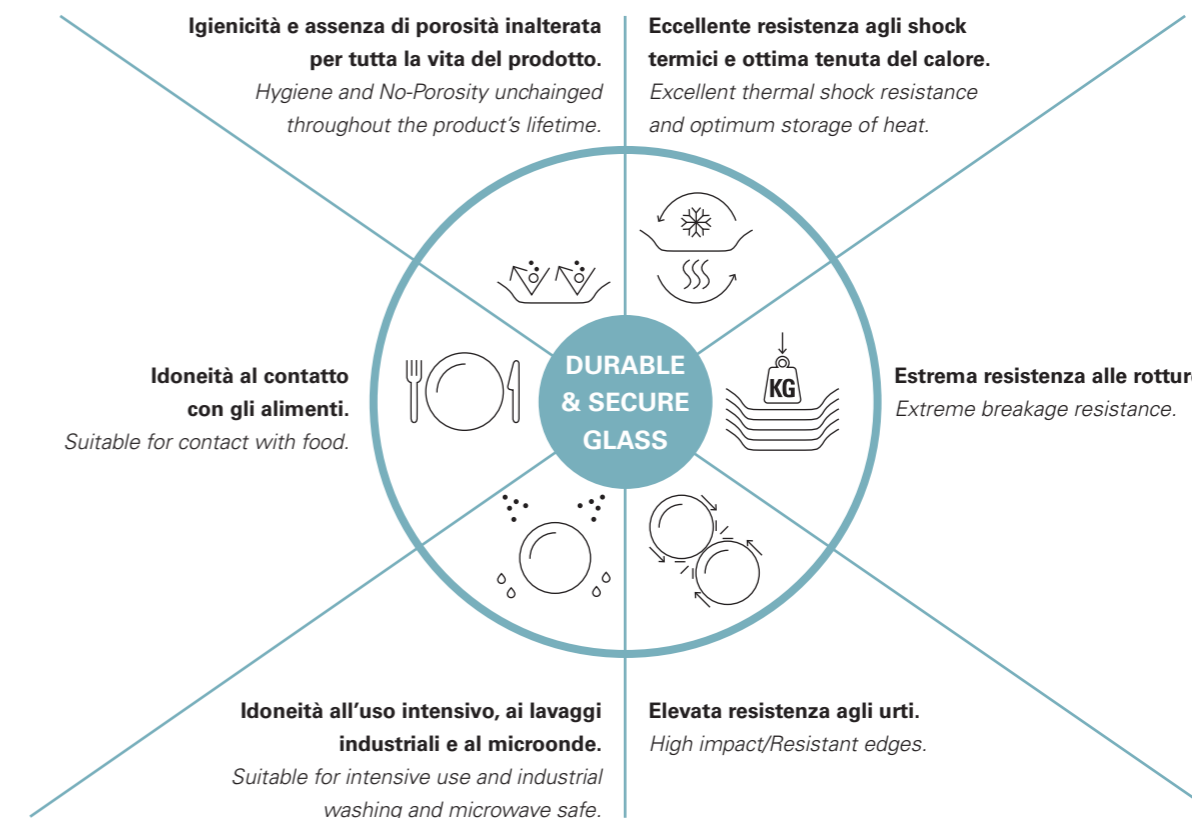 Igienicità e assenza di porosità inalterata
per tutta la vita del prodotto.
Hygiene and No-Porosity unchainged
throughout the product's lifetime.
Eccellente resistenza agli shock
termici e ottima tenuta del calore.
Excellent thermal shock resistance
and optimum storage of heat.
Idoneità al contatto
con gli alimenti.
Suitable for contact with food.
DURABLE
& SECURE
GLASS
KG
Estrema resistenza alle rotture
Extreme breakage resistance.
Idoneità all'uso intensivo, ai lavaggi
industriali e al microonde.
Suitable for intensive use and industrial
washing and microwave safe.
Elevata resistenza agli urti.
High impact/Resistant edges.